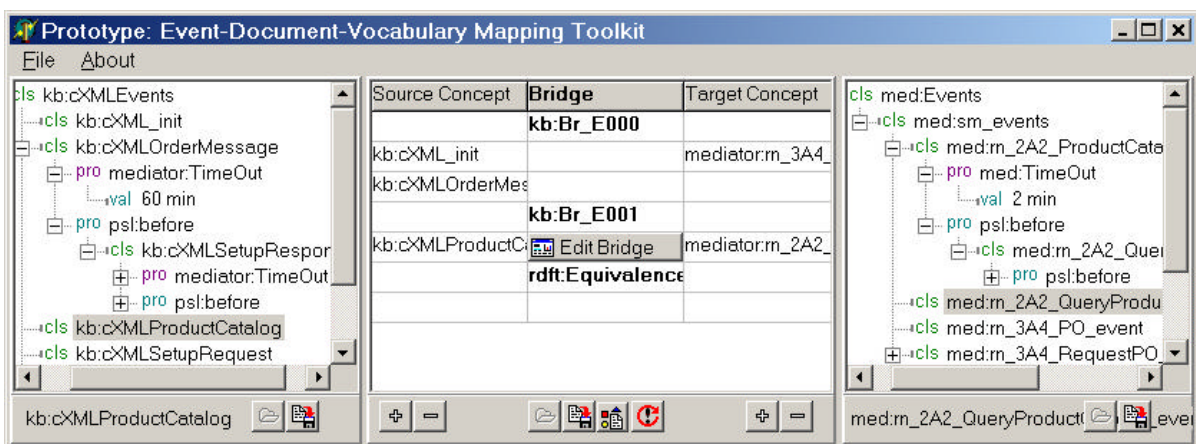 Prototype: Event-Document-Vocabulary Mapping Toolkit
File About
cls kb:cXMLEvents
cls kb:cXML_init
cls kb:cXMLOrderMessage
pro mediator:TimeOut
val 60 min
pro psl:before
cls kb:cXMLSetupRespor
pro mediator:TimeOut
pro psl:before
cls kb:cXMLProductCatalog
cls kb:cXMLSetupRequest
kb:cXMLProductCatalog
Source Concept Bridge Target Concept
kb:Br_E000
kb:cXML_init mediator:rn_3A4_
kb:cXMLOrderMes
kb:Br_E001
kb:cXMLProductCa Edit Bridge mediator:rn_2A2_
rdft:Equivalence
cls med:Events
cls med:sm_events
cls med:rn_2A2_ProductCata
pro med:TimeOut
val 2 min
pro psl:before
cls med:rn_2A2_Quer
pro psl:before
cls med:rn_2A2_QueryProdu
cls med:rn_3A4_PO_event
cls med:rn_3A4_RequestPO_
med:rn_2A2_QueryProduct _ever